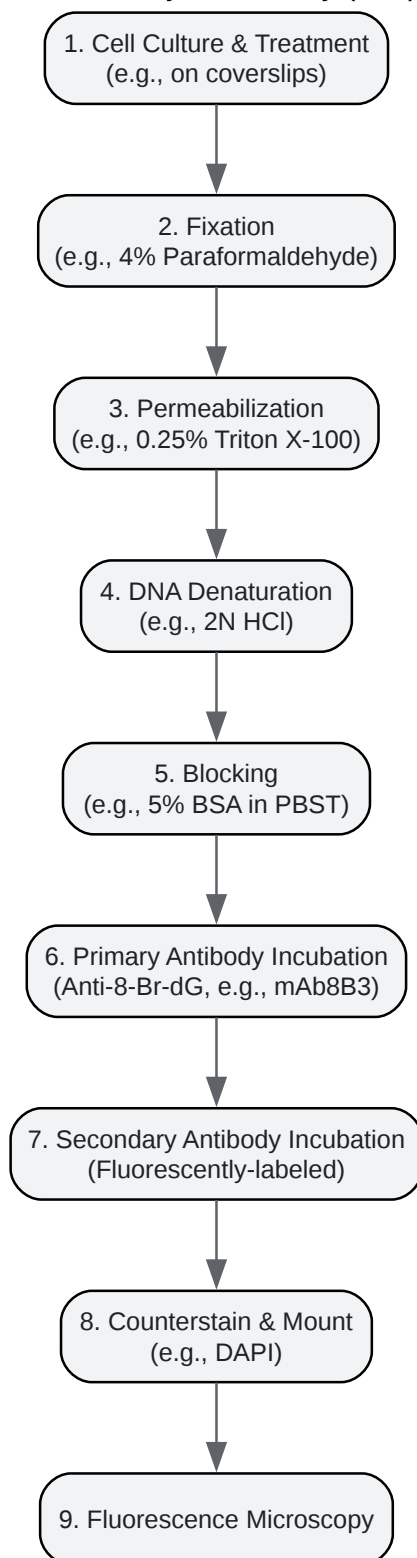 1. Cell Culture & Treatment
(e.g., on coverslips)
2. Fixation
(e.g., 4% Paraformaldehyde)
3. Permeabilization
(e.g., 0.25% Triton X-100)
4. DNA Denaturation
(e.g., 2N HCl)
5. Blocking
(e.g., 5% BSA in PBST)
6. Primary Antibody Incubation
(Anti-8-Br-dG, e.g., mAb8B3)
7. Secondary Antibody Incubation
(Fluorescently-labeled)
8. Counterstain & Mount
(e.g., DAPI)
9. Fluorescence Microscopy